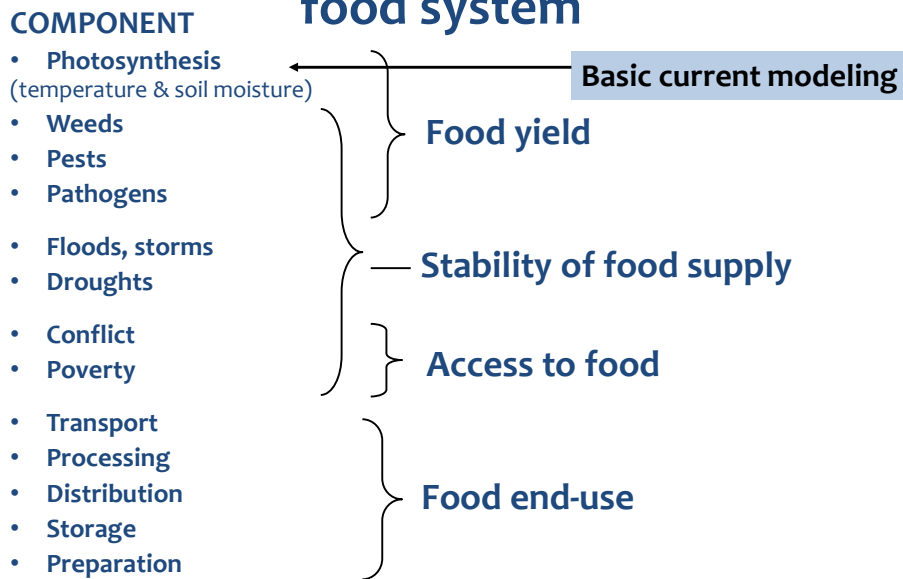 food system
COMPONENT
• Photosynthesis
(temperature & soil moisture)
Basic current modeling
• Weeds
• Pests
• Pathogens
Food yield
• Floods, storms
• Droughts
Stability of food supply
• Conflict
• Poverty
Access to food
• Transport
• Processing
• Distribution
• Storage
• Preparation
Food end-use